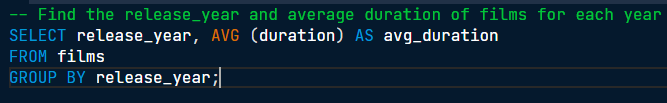 -- Find the release_year and average duration of films for each year
SELECT release_year, AVG (duration) AS avg_duration
FROM films
GROUP BY release_year;